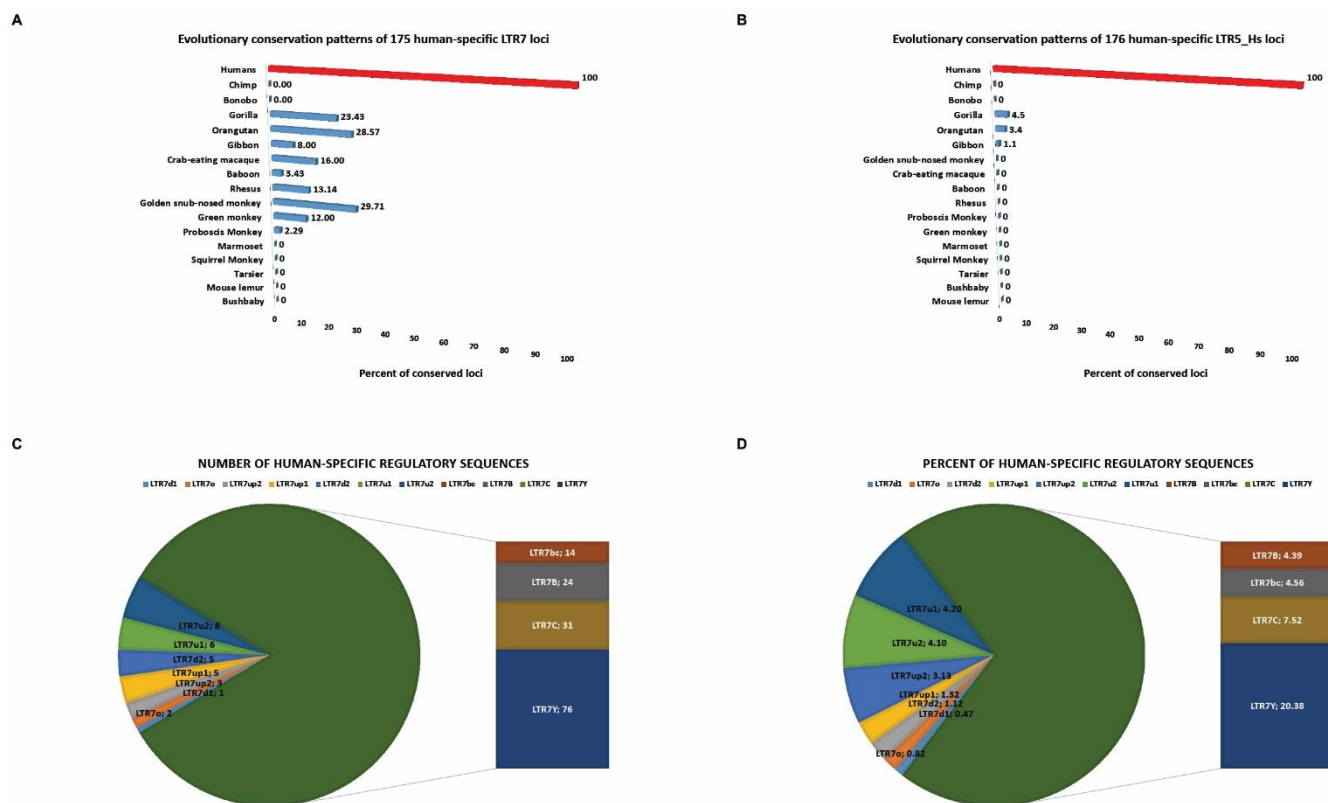 A
Evolutionary conservation patterns of 175 human-specific LTR7 loci
Humans 100
Chimp 0.00
Bonobo 0.00
Gorilla 23.43
Orangutan 28.57
Gibbon 8.00
Crab-eating macaque 16.00
Baboon 3.43
Rhesus 13.14
Golden snub-nosed monkey 29.71
Green monkey 12.00
Proboscis Monkey 2.29
Marmoset 0
Squirrel Monkey 0
Tarsier 0
Mouse lemur 0
Bushbaby 0
0 10 20 30 40 50 60 70 80 90 100
Percent of conserved loci
B
Evolutionary conservation patterns of 176 human-specific LTR5_Hs loci
Humans 100
Chimp 0
Bonobo 0
Gorilla 4.5
Orangutan 3.4
Gibbon 1.1
Golden snub-nosed monkey 0
Crab-eating macaque 0
Baboon 0
Rhesus 0
Proboscis Monkey 0
Green monkey 0
Marmoset 0
Squirrel Monkey 0
Tarsier 0
Bushbaby 0
Mouse lemur 0
0 10 20 30 40 50 60 70 80 90 100
Percent of conserved loci
C
NUMBER OF HUMAN-SPECIFIC REGULATORY SEQUENCES
LTR7d1 LTR7o LTR7up2 LTR7up1 LTR7d2 LTR7u1 LTR7u2 LTR7bc LTR7B LTR7C LTR7Y
LTR7u2; 8
LTR7u1; 6
LTR7d2; 5
LTR7up1; 5
LTR7up2; 3
LTR7d1; 1
LTR7o; 2
LTR7bc; 14
LTR7B; 24
LTR7C; 31
LTR7Y; 76
D
PERCENT OF HUMAN-SPECIFIC REGULATORY SEQUENCES
LTR7d1 LTR7o LTR7d2 LTR7up1 LTR7up2 LTR7u2 LTR7u1 LTR7B LTR7bc LTR7C LTR7Y
LTR7u1; 4.20
LTR7u2; 4.10
LTR7up2; 3.13
LTR7up1; 1.32
LTR7d2; 1.12
LTR7d1; 0.47
LTR7o; 0.82
LTR7B; 4.39
LTR7bc; 4.56
LTR7C; 7.52
LTR7Y; 20.38